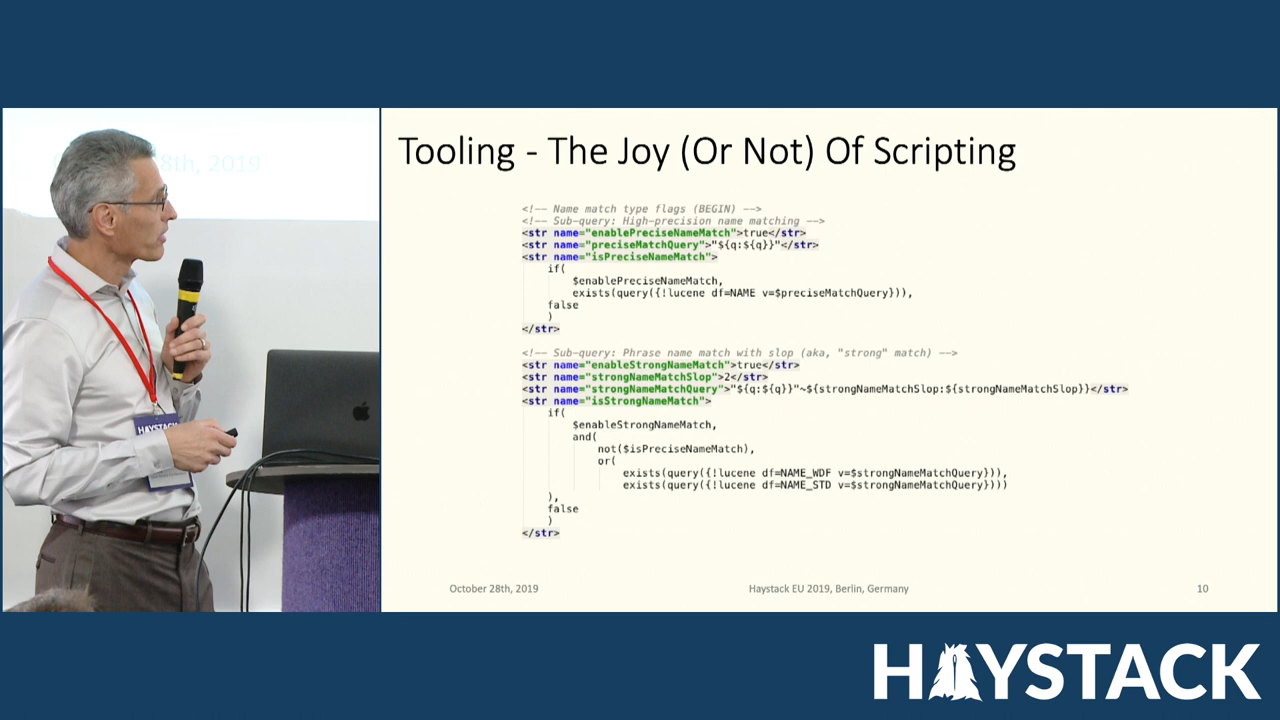 8th, 2019
HAYSTACK
Tooling - The Joy (Or Not) Of Scripting
<!-- Name match type flags (BEGIN) -->
<!-- Sub-query: High-precision name matching -->
<str name="enablePreciseNameMatch">true</str>
<str name="preciseMatchQuery">"${q:${q}}"</str>
<str name="isPreciseNameMatch">
if(
$enablePreciseNameMatch,
exists(query({!lucene df=NAME v=$preciseMatchQuery})),
false
)
</str>
<!-- Sub-query: Phrase name match with slop (aka, "strong" match) -->
<str name="enableStrongNameMatch">true</str>
<str name="strongNameMatchSlop">2</str>
<str name="strongNameMatchQuery">"${q:${q}}"~${strongNameMatchSlop:${strongNameMatchSlop}}</str>
<str name="isStrongNameMatch">
if(
$enableStrongNameMatch,
and(
not($isPreciseNameMatch),
or(
exists(query({!lucene df=NAME_WDF v=$strongNameMatchQuery})),
exists(query({!lucene df=NAME_STD v=$strongNameMatchQuery})))
),
false
)
</str>
October 28th, 2019
Haystack EU 2019, Berlin, Germany
10
HAYSTACK